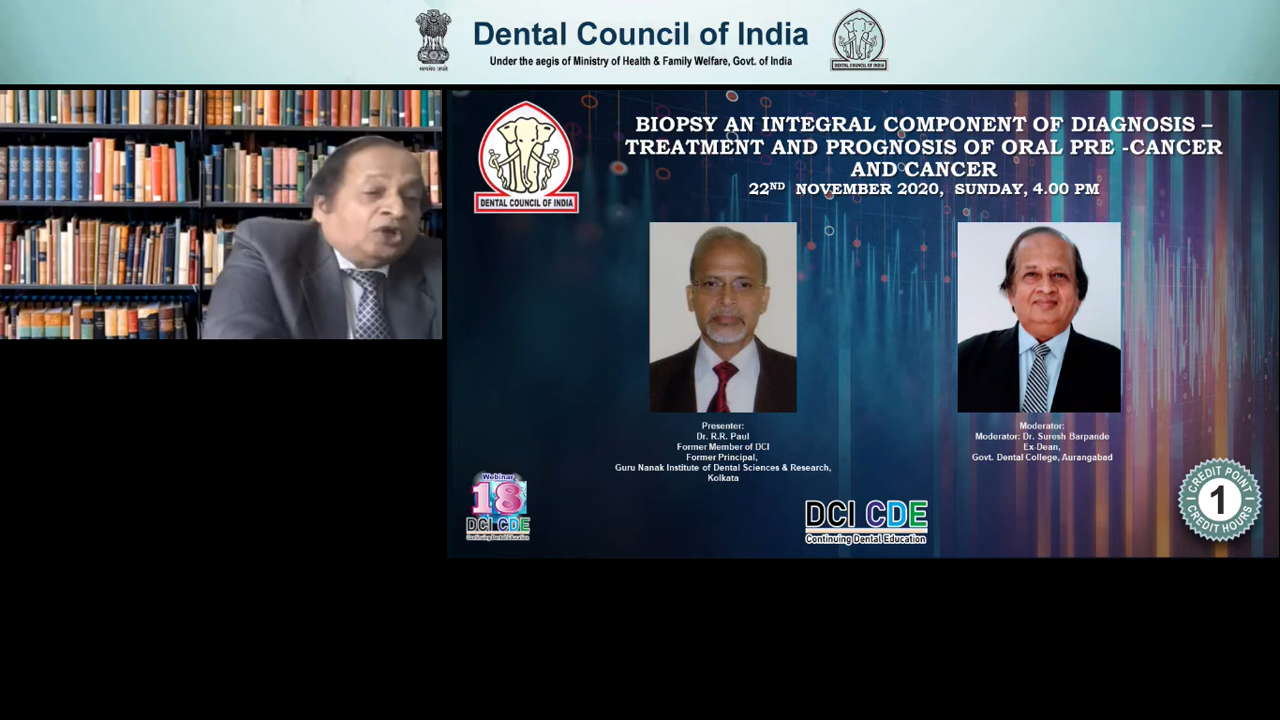 Dental Council of India
Under the aegis of Ministry of Health & Family Welfare, Govt. of India
सत्यमेव जयते
DENTAL COUNCIL OF INDIA
DENTAL COUNCIL OF INDIA
BIOPSY AN INTEGRAL COMPONENT OF DIAGNOSIS –
TREATMENT AND PROGNOSIS OF ORAL PRE -CANCER
AND CANCER
22ND NOVEMBER 2020, SUNDAY, 4.00 PM
Presenter:
Dr. R.R. Paul
Former Member of DCI
Former Principal,
Guru Nanak Institute of Dental Sciences & Research,
Kolkata
Moderator:
Moderator: Dr. Suresh Barpande
Ex-Dean,
Govt. Dental College, Aurangabad
Webinar
18
DCI CDE
Continuing Dental Education
DCI CDE
Continuing Dental Education
CREDIT POINT
1
CREDIT HOURS